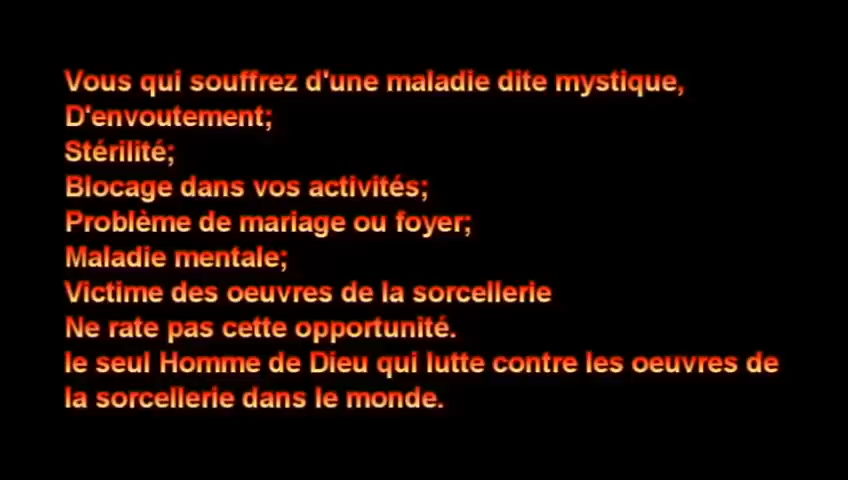 Vous qui souffrez d'une maladie dite mystique,
D'envoutement;
Stérilité;
Blocage dans vos activités;
Problème de mariage ou foyer;
Maladie mentale;
Victime des oeuvres de la sorcellerie
Ne rate pas cette opportunité.
le seul Homme de Dieu qui lutte contre les oeuvres de
la sorcellerie dans le monde.